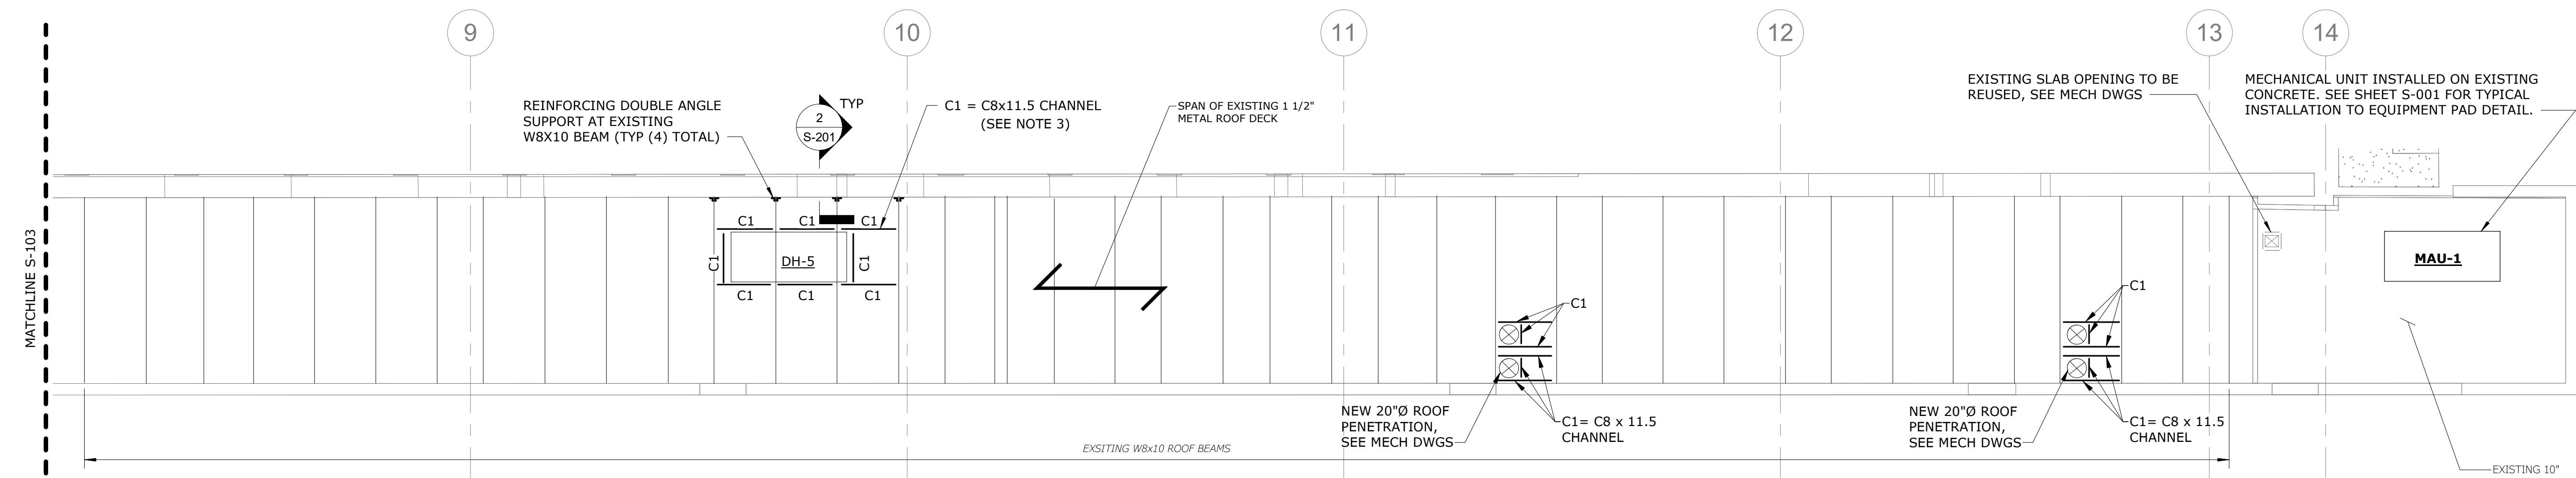 9
10
11
12
13
14
REINFORCING DOUBLE ANGLE
SUPPORT AT EXISTING
W8X10 BEAM (TYP (4) TOTAL)
2
S-201
TYP
C1 = C8x11.5 CHANNEL
(SEE NOTE 3)
SPAN OF EXISTING 1 1/2"
METAL ROOF DECK
EXISTING SLAB OPENING TO BE
REUSED, SEE MECH DWGS
MECHANICAL UNIT INSTALLED ON EXISTING
CONCRETE. SEE SHEET S-001 FOR TYPICAL
INSTALLATION TO EQUIPMENT PAD DETAIL.
MATCHLINE S-103
C1
C1
C1
C1
DH-5
C1
C1
C1
C1
C1
C1
MAU-1
NEW 20"Ø ROOF
PENETRATION,
SEE MECH DWGS
C1= C8 x 11.5
CHANNEL
NEW 20"Ø ROOF
PENETRATION,
SEE MECH DWGS
C1= C8 x 11.5
CHANNEL
EXSITING W8x10 ROOF BEAMS
EXISTING 10"